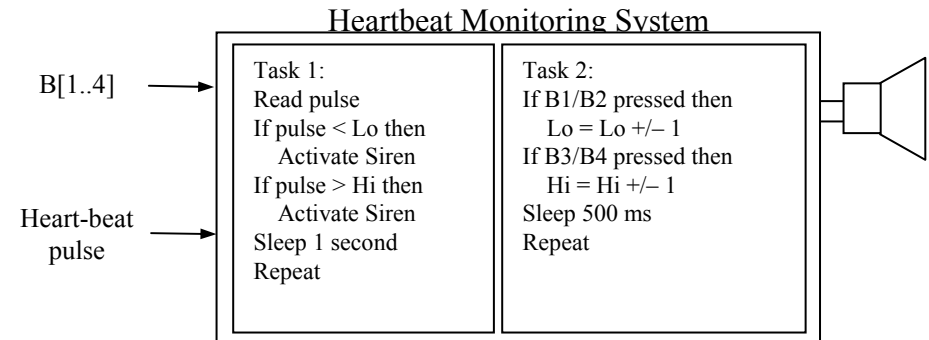 Heartbeat Monitoring System
B[1..4]
Heart-beat
pulse
Task 1:
Read pulse
If pulse < Lo then
Activate Siren
If pulse > Hi then
Activate Siren
Sleep 1 second
Repeat
Task 2:
If B1/B2 pressed then
Lo = Lo +/– 1
If B3/B4 pressed then
Hi = Hi +/– 1
Sleep 500 ms
Repeat